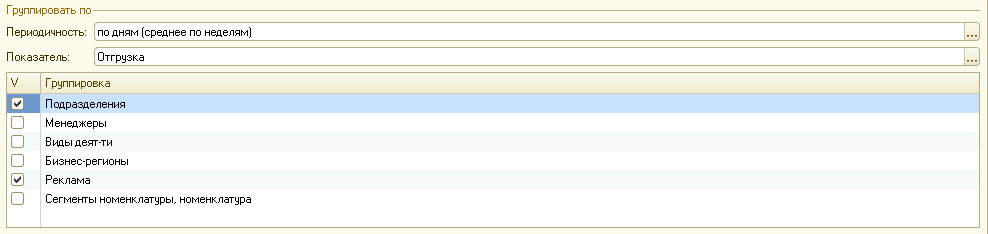 Группировать по
Периодичность: по дням (среднее по неделям) ...
Показатель: Отгрузка ...
V Группировка
Подразделения
Менеджеры
Виды деят-ти
Бизнес-регионы
Реклама
Сегменты номенклатуры, номенклатура